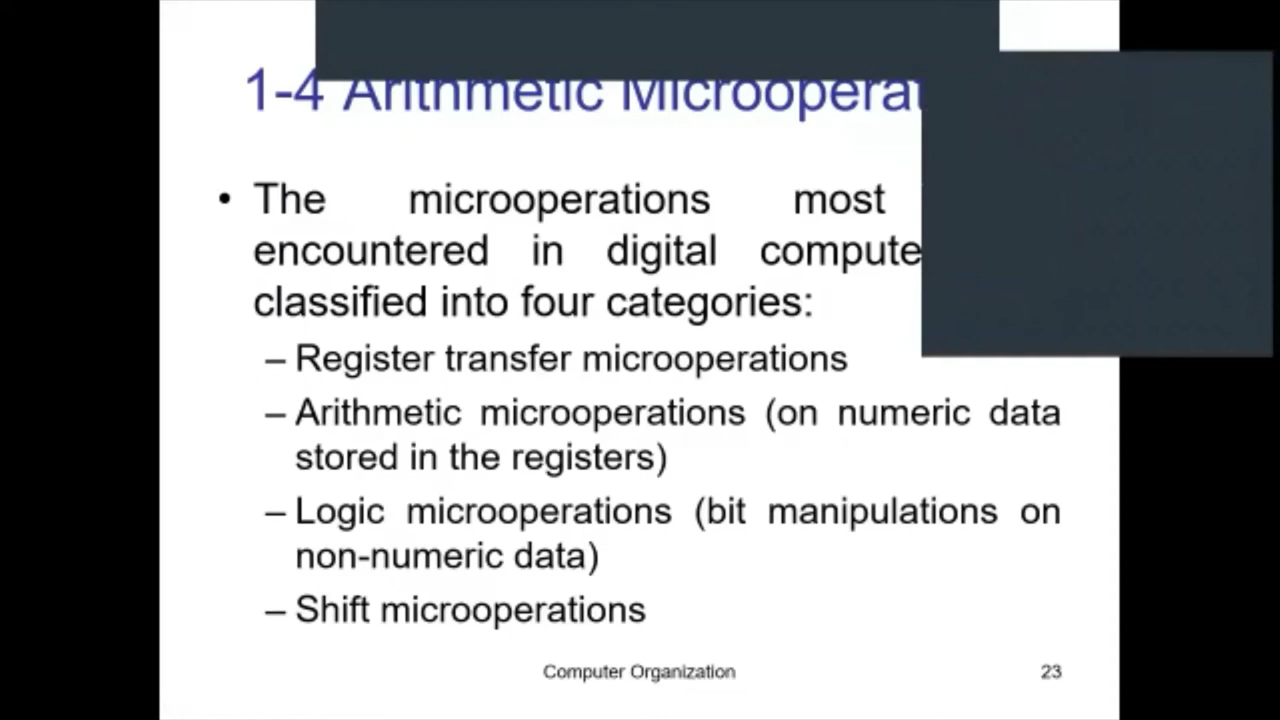 1-4 Arithmetic Microoperat
• The microoperations most
encountered in digital compute
classified into four categories:
– Register transfer microoperations
– Arithmetic microoperations (on numeric data
stored in the registers)
– Logic microoperations (bit manipulations on
non-numeric data)
– Shift microoperations
Computer Organization
23